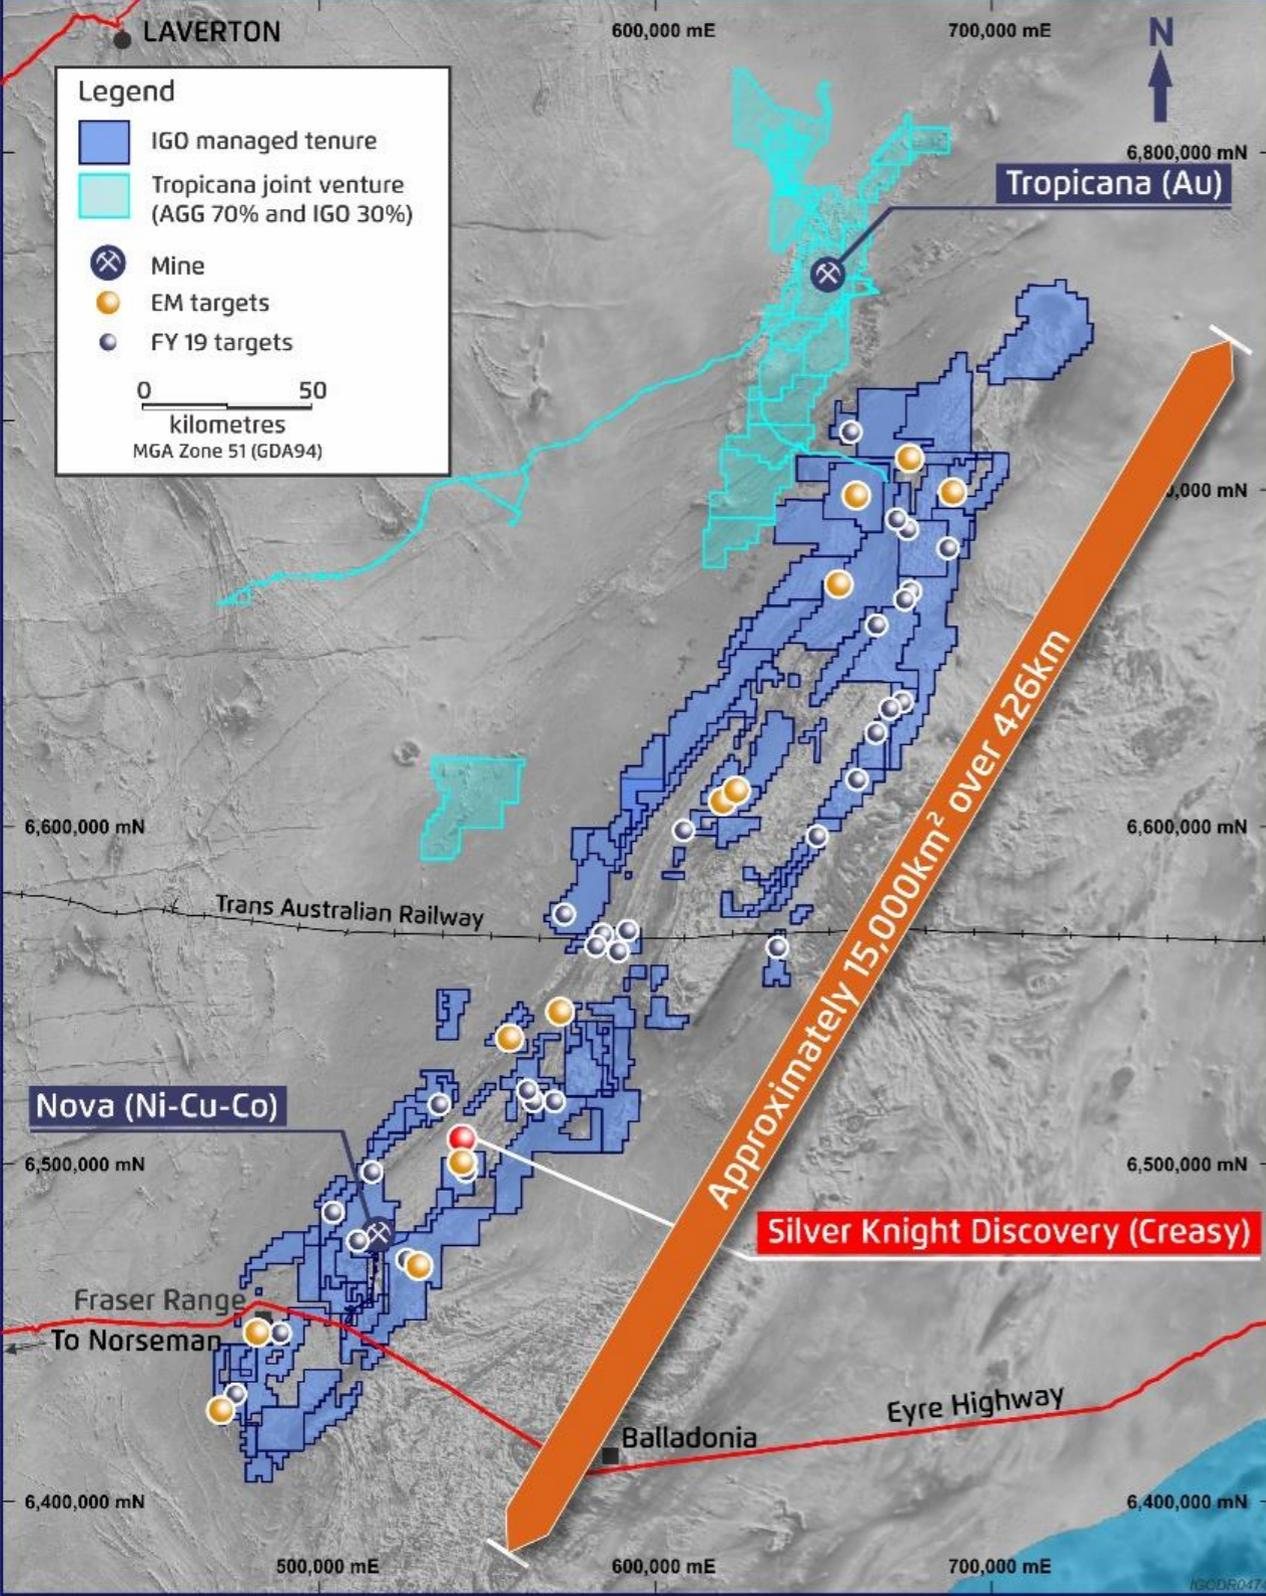 LAVERTON
600,000 mE
700,000 mE
N
Legend
IGO managed tenure
Tropicana joint venture
(AGG 70% and IGO 30%)
Mine
EM targets
FY 19 targets
0 50
kilometres
MGA Zone 51 (GDA94)
6,800,000 mN
Tropicana (Au)
0,000 mN
Approximately 15,000km² over 426km
6,600,000 mN
6,600,000 mN
Trans Australian Railway
Nova (Ni-Cu-Co)
6,500,000 mN
6,500,000 mN
Silver Knight Discovery (Creasy)
Fraser Range
To Norseman
Eyre Highway
Balladonia
6,400,000 mN
6,400,000 mN
500,000 mE
600,000 mE
700,000 mE